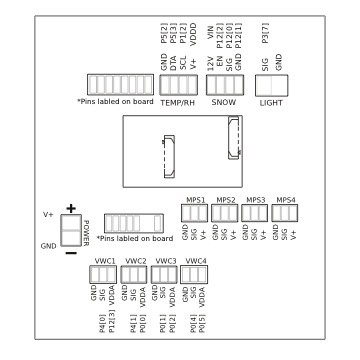 P5[2] P5[3] P1[2] VDDD
VIN P12[2] P12[0] P12[1]
P3[7]
GND DTA SCL V+
12V EN SIG GND
SIG GND
*Pins labled on board
TEMP/RH
SNOW
LIGHT
MPS1 MPS2 MPS3 MPS4
GND SIG V+ GND SIG V+ GND SIG V+ GND SIG V+
V+
+
POWER
GND
−
*Pins labled on board
VWC1 VWC2 VWC3 VWC4
GND SIG VDDA GND SIG VDDA GND SIG VDDA GND SIG VDDA
P4[0] P12[3] P4[1] P0[0] P0[1] P0[2] P0[4] P0[5]